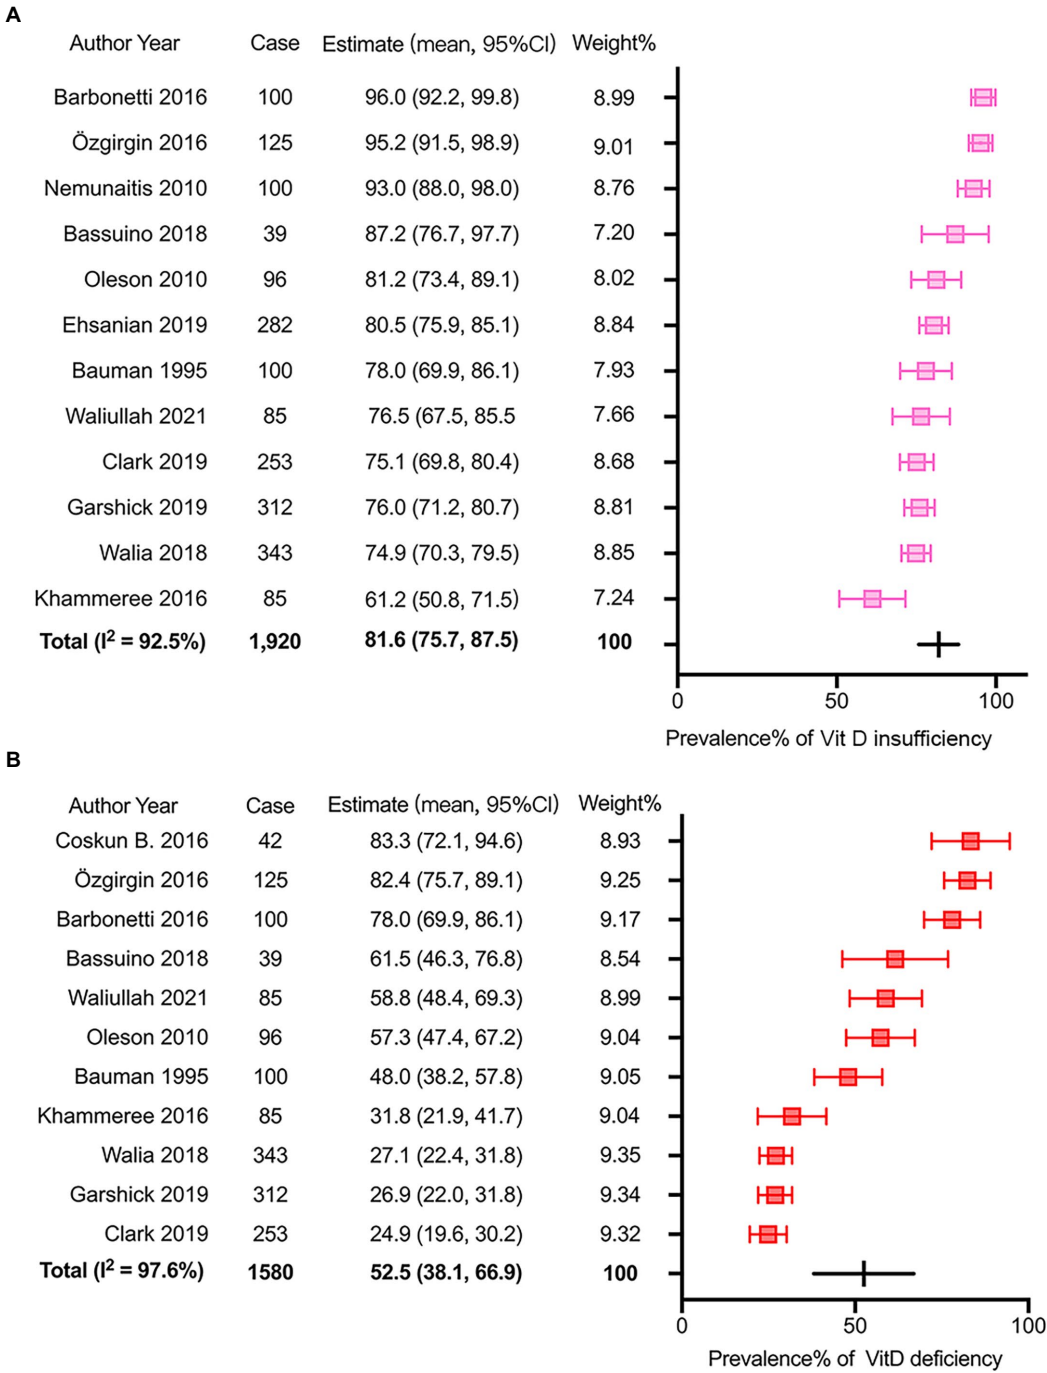 A
Author Year Case Estimate (mean, 95%CI) Weight%
Barbonetti 2016 100 96.0 (92.2, 99.8) 8.99
Özgirgin 2016 125 95.2 (91.5, 98.9) 9.01
Nemunaitis 2010 100 93.0 (88.0, 98.0) 8.76
Bassuino 2018 39 87.2 (76.7, 97.7) 7.20
Oleson 2010 96 81.2 (73.4, 89.1) 8.02
Ehsanian 2019 282 80.5 (75.9, 85.1) 8.84
Bauman 1995 100 78.0 (69.9, 86.1) 7.93
Waliullah 2021 85 76.5 (67.5, 85.5 7.66
Clark 2019 253 75.1 (69.8, 80.4) 8.68
Garshick 2019 312 76.0 (71.2, 80.7) 8.81
Walia 2018 343 74.9 (70.3, 79.5) 8.85
Khammeree 2016 85 61.2 (50.8, 71.5) 7.24
Total (I² = 92.5%) 1,920 81.6 (75.7, 87.5) 100
0 50 100
Prevalence% of Vit D insufficiency
B
Author Year Case Estimate (mean, 95%CI) Weight%
Coskun B. 2016 42 83.3 (72.1, 94.6) 8.93
Özgirgin 2016 125 82.4 (75.7, 89.1) 9.25
Barbonetti 2016 100 78.0 (69.9, 86.1) 9.17
Bassuino 2018 39 61.5 (46.3, 76.8) 8.54
Waliullah 2021 85 58.8 (48.4, 69.3) 8.99
Oleson 2010 96 57.3 (47.4, 67.2) 9.04
Bauman 1995 100 48.0 (38.2, 57.8) 9.05
Khammeree 2016 85 31.8 (21.9, 41.7) 9.04
Walia 2018 343 27.1 (22.4, 31.8) 9.35
Garshick 2019 312 26.9 (22.0, 31.8) 9.34
Clark 2019 253 24.9 (19.6, 30.2) 9.32
Total (I² = 97.6%) 1580 52.5 (38.1, 66.9) 100
0 50 100
Prevalence% of VitD deficiency